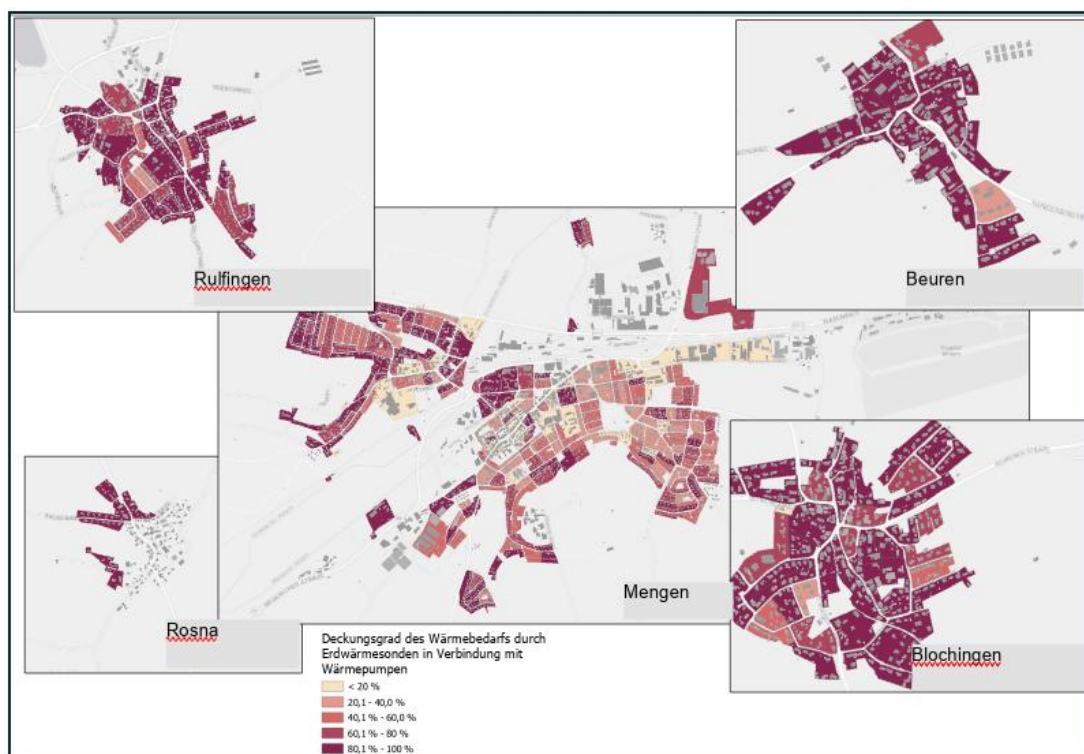 Rulfingen
Beuren
Mengen
Rosna
Blochingen
Deckungsgrad des Wärmebedarfs durch
Erdwärmesonden in Verbindung mit
Wärmepumpen
< 20 %
20,1 - 40,0 %
40,1 % - 60,0 %
60,1 % - 80 %
80,1 % - 100 %